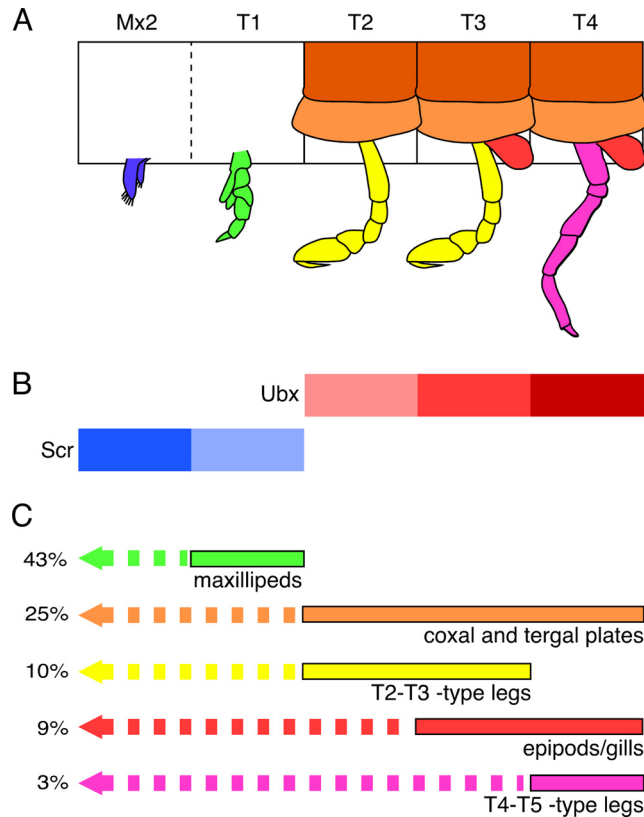 A
Mx2 T1 T2 T3 T4
B
Ubx
Scr
C
43%
maxillipeds
25%
coxal and tergal plates
10%
T2-T3 -type legs
9%
epipods/gills
3%
T4-T5 -type legs